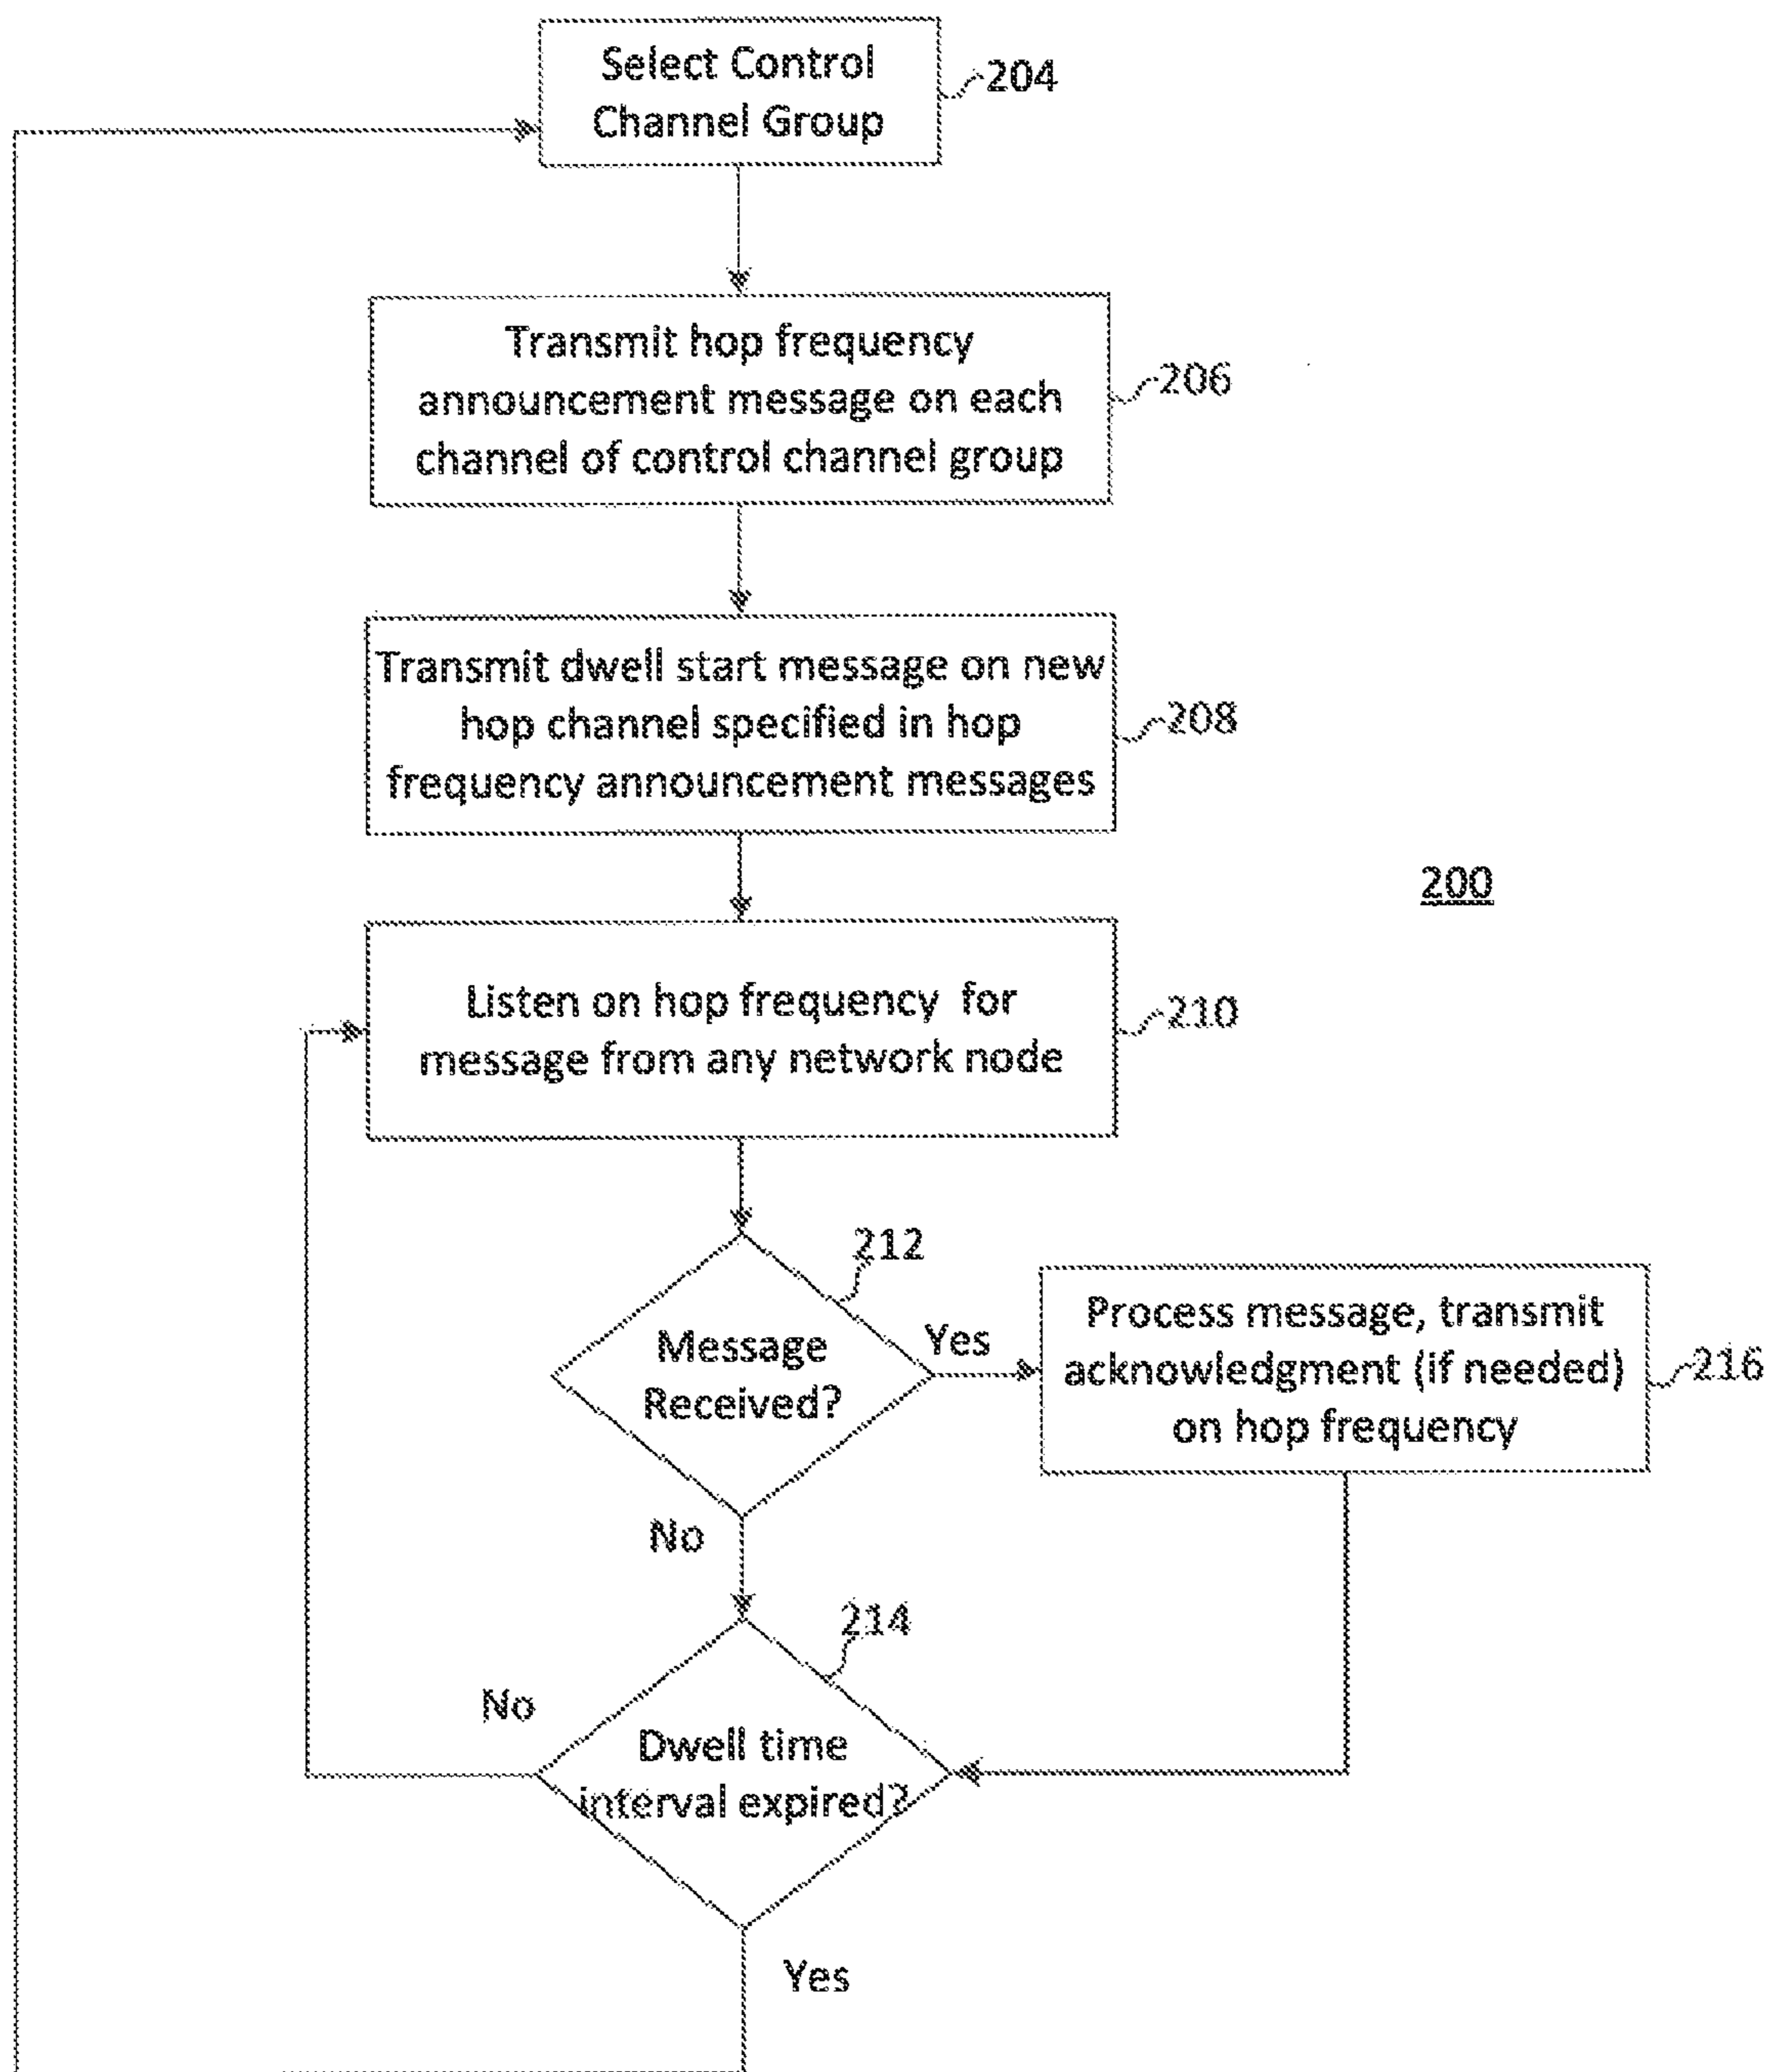 Select Control
Channel Group
204
Transmit hop frequency
announcement message on each
channel of control channel group
206
Transmit dwell start message on new
hop channel specified in hop
frequency announcement messages
208
200
Listen on hop frequency for
message from any network node
210
212
Message
Received?
Yes
Process message, transmit
acknowledgment (if needed)
on hop frequency
216
No
214
No
Dwell time
interval expired?
Yes